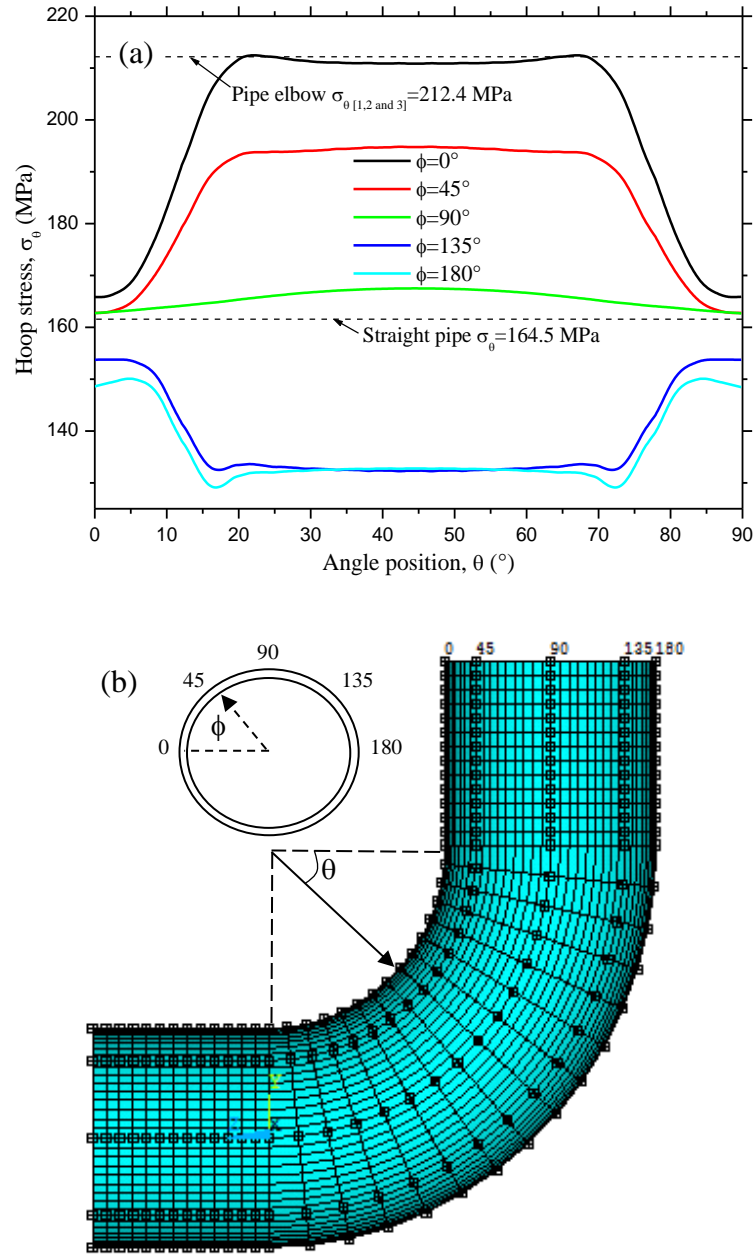 (a)
Pipe elbow σθ [1,2 and 3]=212.4 MPa
ϕ=0°
ϕ=45°
ϕ=90°
ϕ=135°
ϕ=180°
Straight pipe σθ=164.5 MPa
220
200
180
160
140
Hoop stress, σθ (MPa)
0 10 20 30 40 50 60 70 80 90
Angle position, θ (°)
(b)
0 45 90 135 180
90
45 135
ϕ
0 180
θ
Y
X